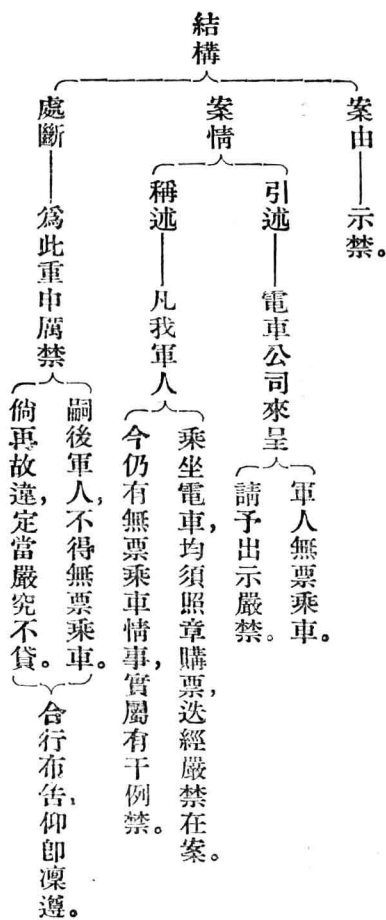 結構
案由——示禁。
案情
引述——電車公司來呈
軍人無票乘車。
請予出示嚴禁。
稱述——凡我軍人
乘坐電車，均須照章購票，迭經嚴禁在案。
今仍有無票乘車情事，實屬有干例禁。
處斷——爲此重申厲禁
嗣後軍人，不得無票乘車。
倘再故違，定當嚴究不貸。
合行布告，仰卽凜遵。